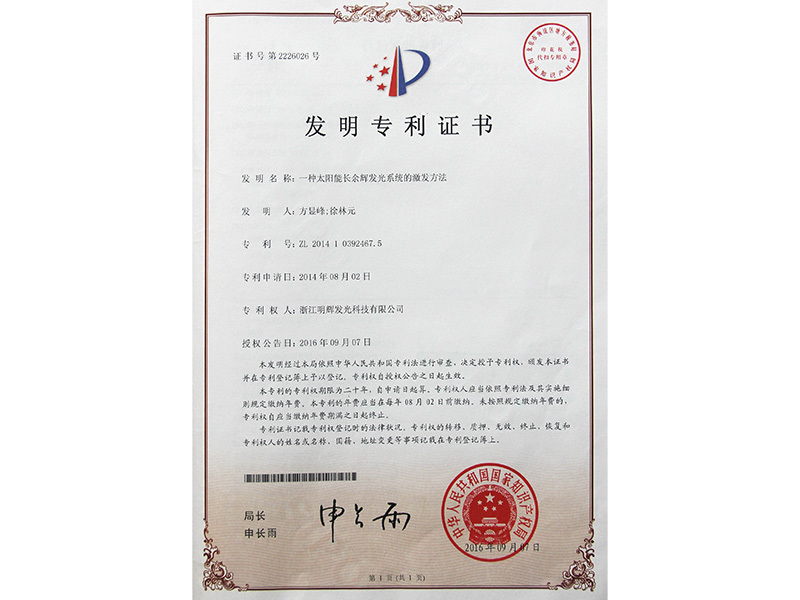 证书号第2226026号
发明专利证书
发明名称：一种太阳能长余辉发光系统的激发方法
发明人：方显峰;徐林元
专利号：ZL 2014 1 0392467.5
专利申请日：2014年08月02日
专利权人：浙江明辉发光科技有限公司
授权公告日：2016年09月07日
本发明经过本局依照中华人民共和国专利法进行审查，决定授予专利权，颁发本证书
并在专利登记簿上予以登记。专利权自授权公告之日起生效。
本专利的专利权期限为二十年，自申请日起算。专利权人应当依照专利法及其实施细
则规定缴纳年费。本专利的年费应当在每年08月02日前缴纳。未按照规定缴纳年费的，
专利权自应当缴纳年费期满之日起终止。
专利证书记载专利权登记时的法律状况。专利权的转移、质押、无效、终止、恢复和
专利权人的姓名或名称、国籍、地址变更等事项记载在专利登记簿上。
局长
申长雨
申长雨
中华人民共和国国家知识产权局
2016年09月07日
第1页(共1页)